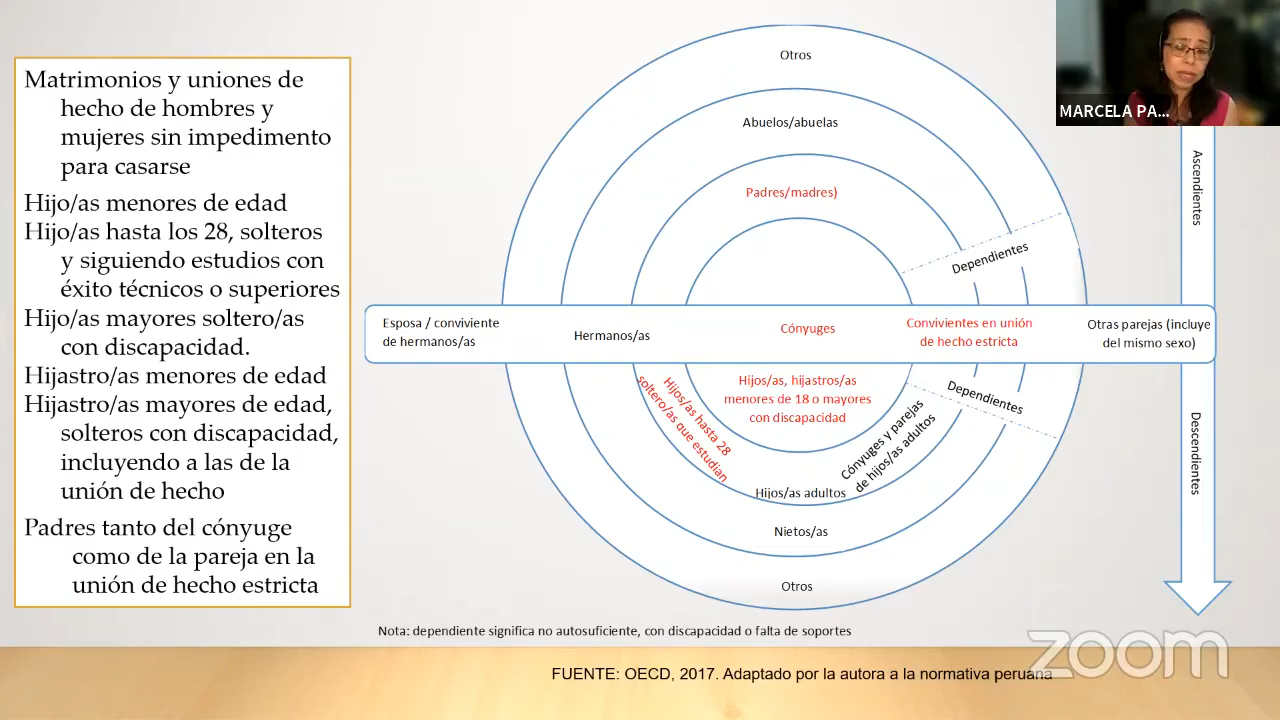 Matrimonios y uniones de
hecho de hombres y
mujeres sin impedimento
para casarse
Hijo/as menores de edad
Hijo/as hasta los 28, solteros
y siguiendo estudios con
éxito técnicos o superiores
Hijo/as mayores soltero/as
con discapacidad.
Hijastro/as menores de edad
Hijastro/as mayores de edad,
solteros con discapacidad,
incluyendo a las de la
unión de hecho
Padres tanto del cónyuge
como de la pareja en la
unión de hecho estricta
Otros
Abuelos/abuelas
Padres/madres)
Dependientes
Esposa / conviviente
de hermanos/as
Hermanos/as
Cónyuges
Convivientes en unión
de hecho estricta
Otras parejas (incluye
del mismo sexo)
Hijos/as, hijastros/as
menores de 18 o mayores
con discapacidad
Hijos/as hasta 28
soltero/as que estudian
Cónyuges y parejas
de hijos/as adultos
Dependientes
Hijos/as adultos
Nietos/as
Otros
Ascendientes
Descendientes
MARCELA PA...
Nota: dependiente significa no autosuficiente, con discapacidad o falta de soportes
FUENTE: OECD, 2017. Adaptado por la autora a la normativa peruana
zoom